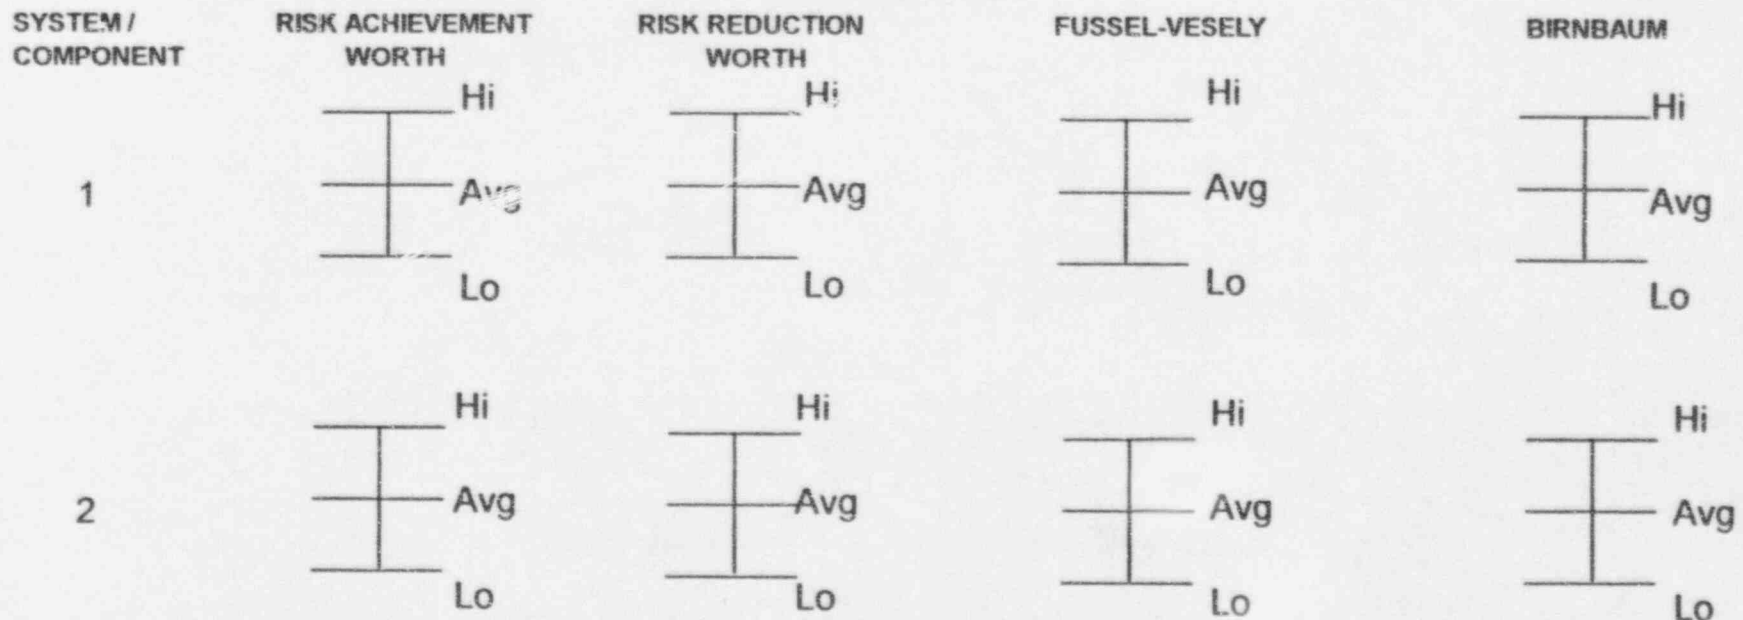 SYSTEM / RISK ACHIEVEMENT RISK REDUCTION FUSSEL-VESELY BIRNBAUM
COMPONENT WORTH WORTH
Hi Hi Hi Hi
1 Avg Avg Avg Avg
Lo Lo Lo Lo
Hi Hi Hi Hi
2 Avg Avg Avg Avg
Lo Lo Lo Lo